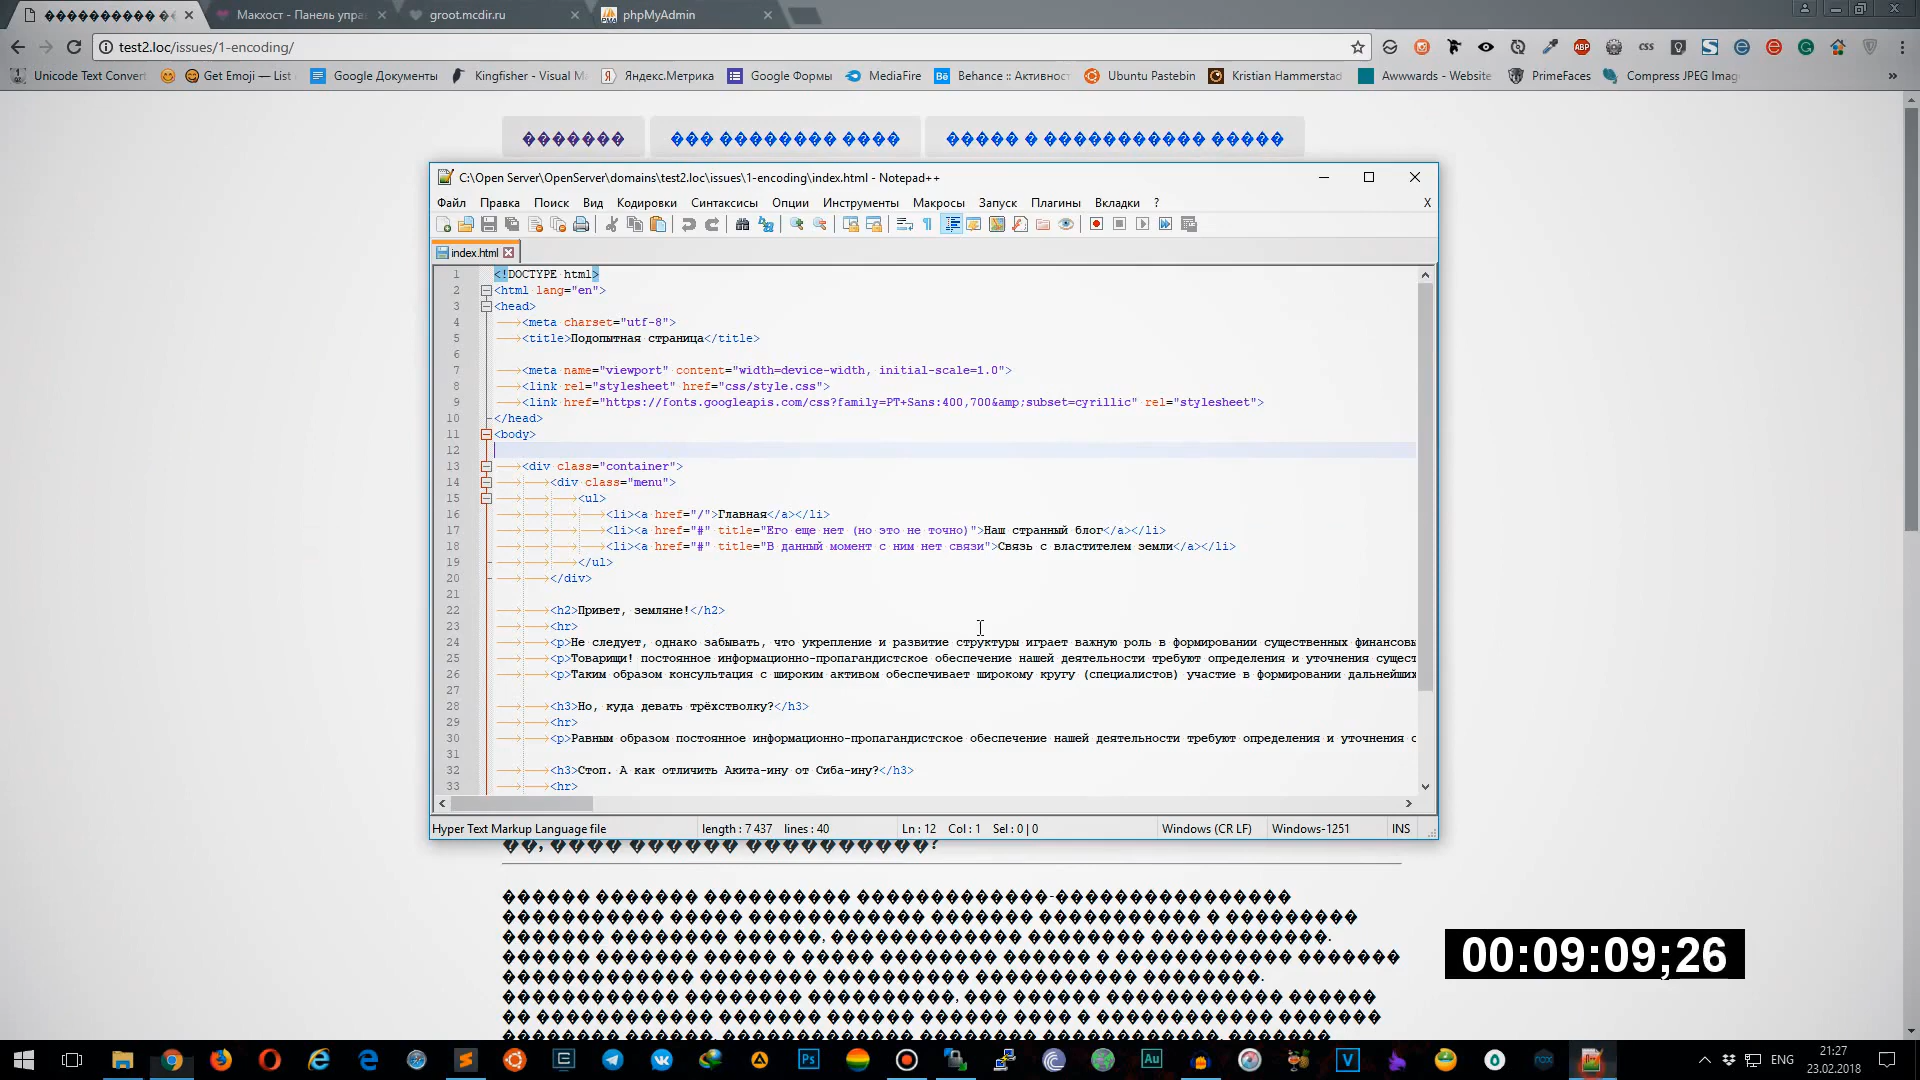 ������������ ��
Макхост - Панель упра
groot.mcdir.ru
phpMyAdmin
test2.loc/issues/1-encoding/
Unicode Text Convert
Get Emoji — List
Google Документы
Kingfisher - Visual M
Яндекс.Метрика
Google Формы
MediaFire
Behance :: Активност
Ubuntu Pastebin
Kristian Hammerstad
Awwwards - Website
PrimeFaces
Compress JPEG Imag
������� ��� �������� ���� ����� � ����������� �����
C:\Open Server\OpenServer\domains\test2.loc\issues\1-encoding\index.html - Notepad++
Файл Правка Поиск Вид Кодировки Синтаксисы Опции Инструменты Макросы Запуск Плагины Вкладки ? X
index.html
1 <!DOCTYPE html>
2 <html lang="en">
3 <head>
4 <meta charset="utf-8">
5 <title>Подопытная страница</title>
6
7 <meta name="viewport" content="width=device-width, initial-scale=1.0">
8 <link rel="stylesheet" href="css/style.css">
9 <link href="https://fonts.googleapis.com/css?family=PT+Sans:400,700&amp;subset=cyrillic" rel="stylesheet">
10 </head>
11 <body>
12
13 <div class="container">
14 <div class="menu">
15 <ul>
16 <li><a href="/">Главная</a></li>
17 <li><a href="#" title="Его еще нет (но это не точно)">Наш странный блог</a></li>
18 <li><a href="#" title="В данный момент с ним нет связи">Связь с властителем земли</a></li>
19 </ul>
20 </div>
21
22 <h2>Привет, земляне!</h2>
23 <hr>
24 <p>Не следует, однако забывать, что укрепление и развитие структуры играет важную роль в формировании существенных финансовы
25 <p>Товарищи! постоянное информационно-пропагандистское обеспечение нашей деятельности требуют определения и уточнения сущест
26 <p>Таким образом консультация с широким активом обеспечивает широкому кругу (специалистов) участие в формировании дальнейших
27
28 <h3>Но, куда девать трёхстволку?</h3>
29 <hr>
30 <p>Равным образом постоянное информационно-пропагандистское обеспечение нашей деятельности требуют определения и уточнения с
31
32 <h3>Стоп. А как отличить Акита-ину от Сиба-ину?</h3>
33 <hr>
Hyper Text Markup Language file length : 7 437 lines : 40 Ln : 12 Col : 1 Sel : 0 | 0 Windows (CR LF) Windows-1251 INS
00:09:09;26
ENG
21:27
23.02.2018